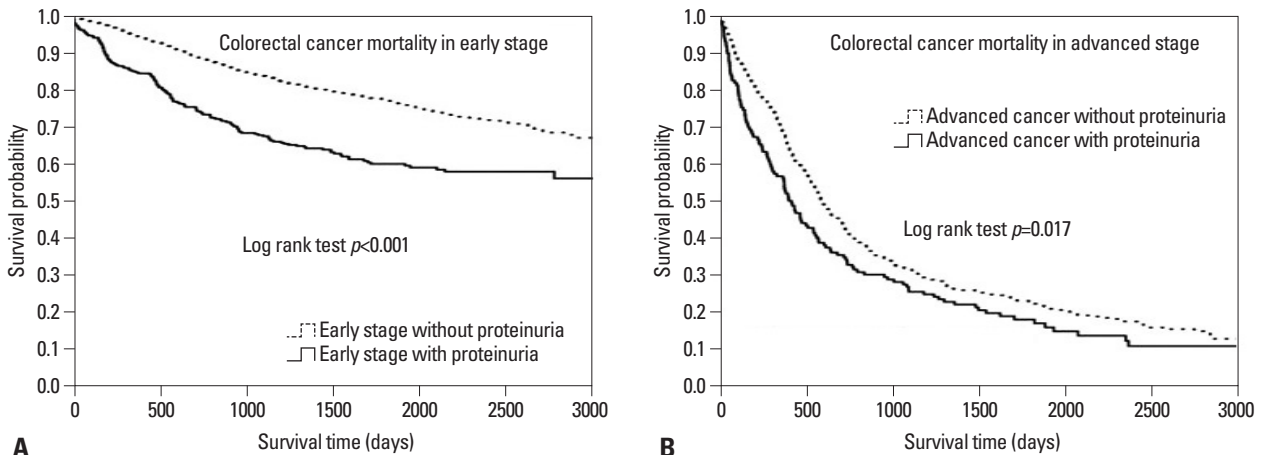 Colorectal cancer mortality in early stage
Survival probability
1.0
0.9
0.8
0.7
0.6
0.5
0.4
0.3
0.2
0.1
0.0
Log rank test p<0.001
Early stage without proteinuria
Early stage with proteinuria
0 500 1000 1500 2000 2500 3000
Survival time (days)
A
Colorectal cancer mortality in advanced stage
Survival probability
1.0
0.9
0.8
0.7
0.6
0.5
0.4
0.3
0.2
0.1
0.0
Advanced cancer without proteinuria
Advanced cancer with proteinuria
Log rank test p=0.017
0 500 1000 1500 2000 2500 3000
Survival time (days)
B